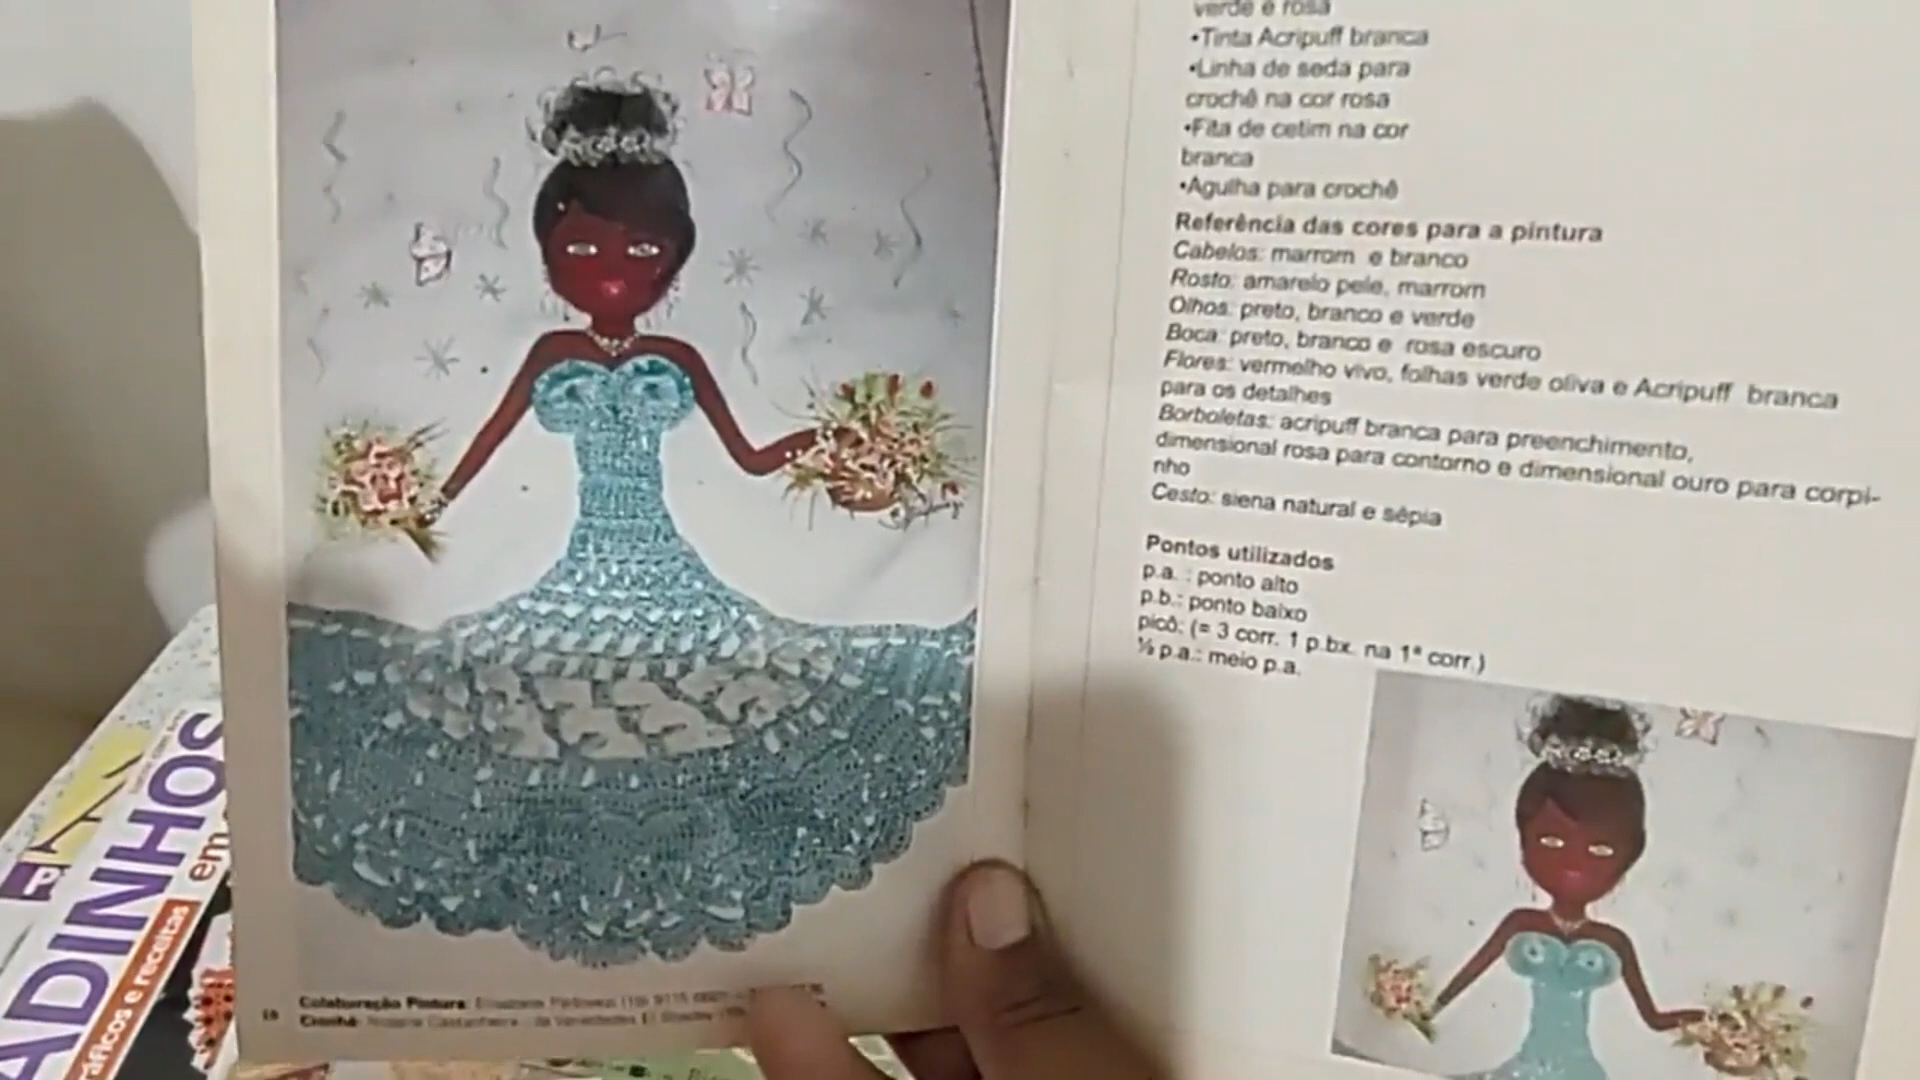 verde e rosa
•Tinta Acripuff branca
•Linha de seda para
crochê na cor rosa
•Fita de cetim na cor
branca
•Agulha para crochê
Referência das cores para a pintura
Cabelos: marrom e branco
Rosto: amarelo pele, marrom
Olhos: preto, branco e verde
Boca: preto, branco e rosa escuro
Flores: vermelho vivo, folhas verde oliva e Acripuff branca
para os detalhes
Borboletas: acripuff branca para preenchimento,
dimensional rosa para contorno e dimensional ouro para corpi-
nho
Cesto: siena natural e sépia
Pontos utilizados
p.a. : ponto alto
p.b.: ponto baixo
picô: (= 3 corr. 1 p.bx. na 1ª corr.)
½ p.a.: meio p.a.
Colaboração Pintura:
Crochê:
ADINHOS
em
áficos e receitas